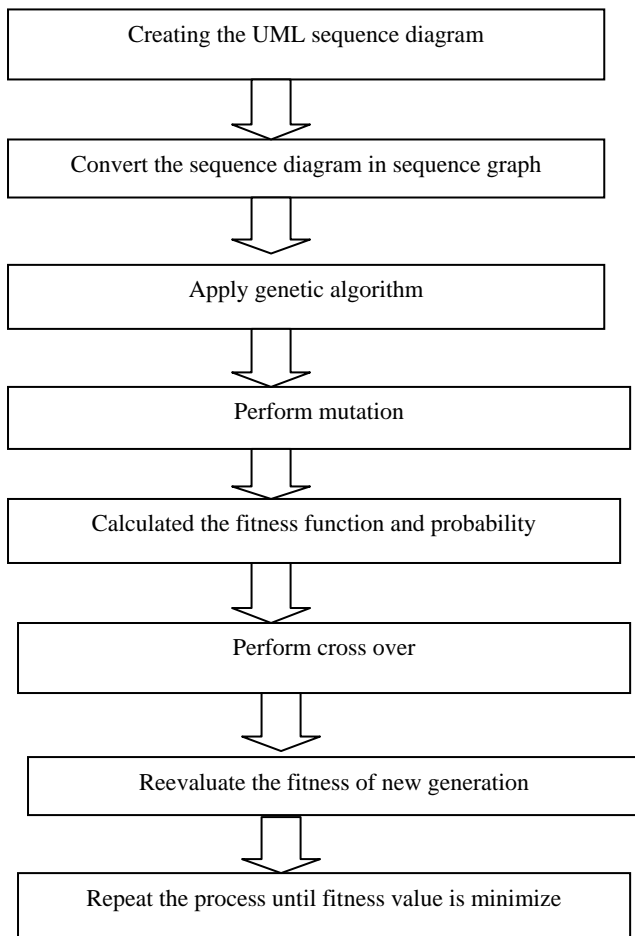 Creating the UML sequence diagram
Convert the sequence diagram in sequence graph
Apply genetic algorithm
Perform mutation
Calculated the fitness function and probability
Perform cross over
Reevaluate the fitness of new generation
Repeat the process until fitness value is minimize